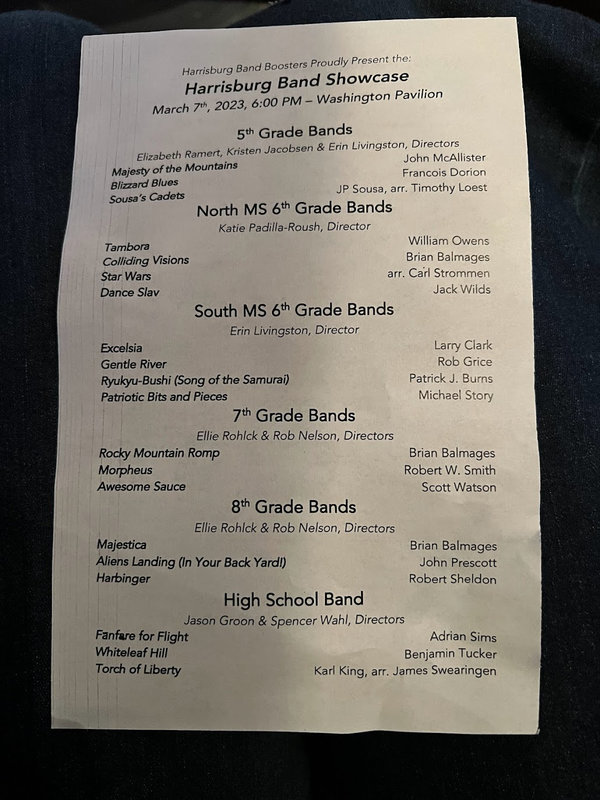 Harrisburg Band Boosters Proudly Present the:
Harrisburg Band Showcase
March 7th, 2023, 6:00 PM – Washington Pavilion
5th Grade Bands
Elizabeth Ramert, Kristen Jacobsen & Erin Livingston, Directors
Majesty of the Mountains John McAllister
Blizzard Blues Francois Dorion
Sousa's Cadets JP Sousa, arr. Timothy Loest
North MS 6th Grade Bands
Katie Padilla-Roush, Director
Tambora William Owens
Colliding Visions Brian Balmages
Star Wars arr. Carl Strommen
Dance Slav Jack Wilds
South MS 6th Grade Bands
Erin Livingston, Director
Excelsia Larry Clark
Gentle River Rob Grice
Ryukyu-Bushi (Song of the Samurai) Patrick J. Burns
Patriotic Bits and Pieces Michael Story
7th Grade Bands
Ellie Rohlck & Rob Nelson, Directors
Rocky Mountain Romp Brian Balmages
Morpheus Robert W. Smith
Awesome Sauce Scott Watson
8th Grade Bands
Ellie Rohlck & Rob Nelson, Directors
Majestica Brian Balmages
Aliens Landing (In Your Back Yard!) John Prescott
Harbinger Robert Sheldon
High School Band
Jason Groon & Spencer Wahl, Directors
Fanfare for Flight Adrian Sims
Whiteleaf Hill Benjamin Tucker
Torch of Liberty Karl King, arr. James Swearingen